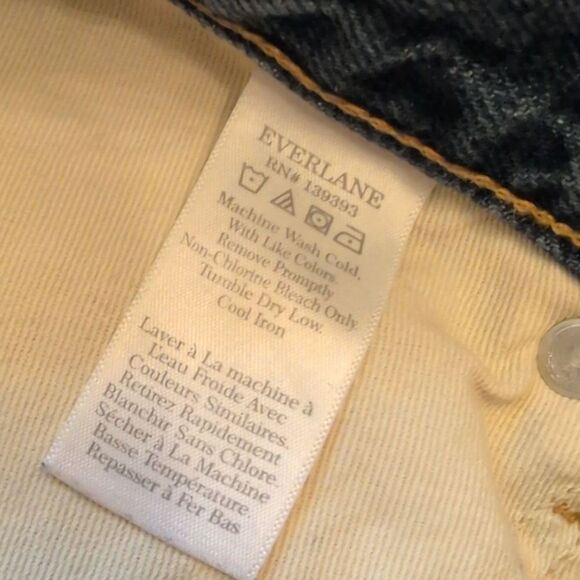 EVERLANE
RN# 139393
Machine Wash Cold.
With Like Colors.
Remove Promptly
Non-Chlorine Bleach Only
Tumble Dry Low.
Cool Iron
Laver à La machine à
L'eau Froide Avec
Couleurs Similaires.
Retirez Rapidement
Blanchir Sans Chlore.
Sécher à La Machine
Basse Température.
Repasser à Fer Bas